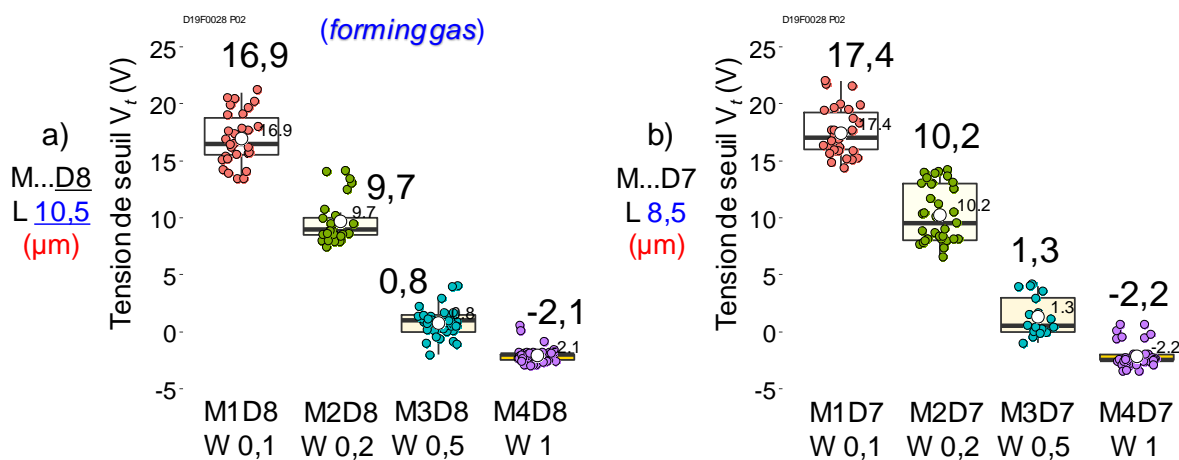 D19F0028 P02
(forming gas)
a)
M...D8
L 10,5
(µm)
Tension de seuil Vt (V)
25
20
15
10
5
0
-5
16,9
16.9
9,7
9.7
0,8
0.8
-2,1
-2.1
M1D8 M2D8 M3D8 M4D8
W 0,1 W 0,2 W 0,5 W 1
D19F0028 P02
b)
M...D7
L 8,5
(µm)
Tension de seuil Vt (V)
25
20
15
10
5
0
-5
17,4
17.4
10,2
10.2
1,3
1.3
-2,2
-2.2
M1D7 M2D7 M3D7 M4D7
W 0,1 W 0,2 W 0,5 W 1